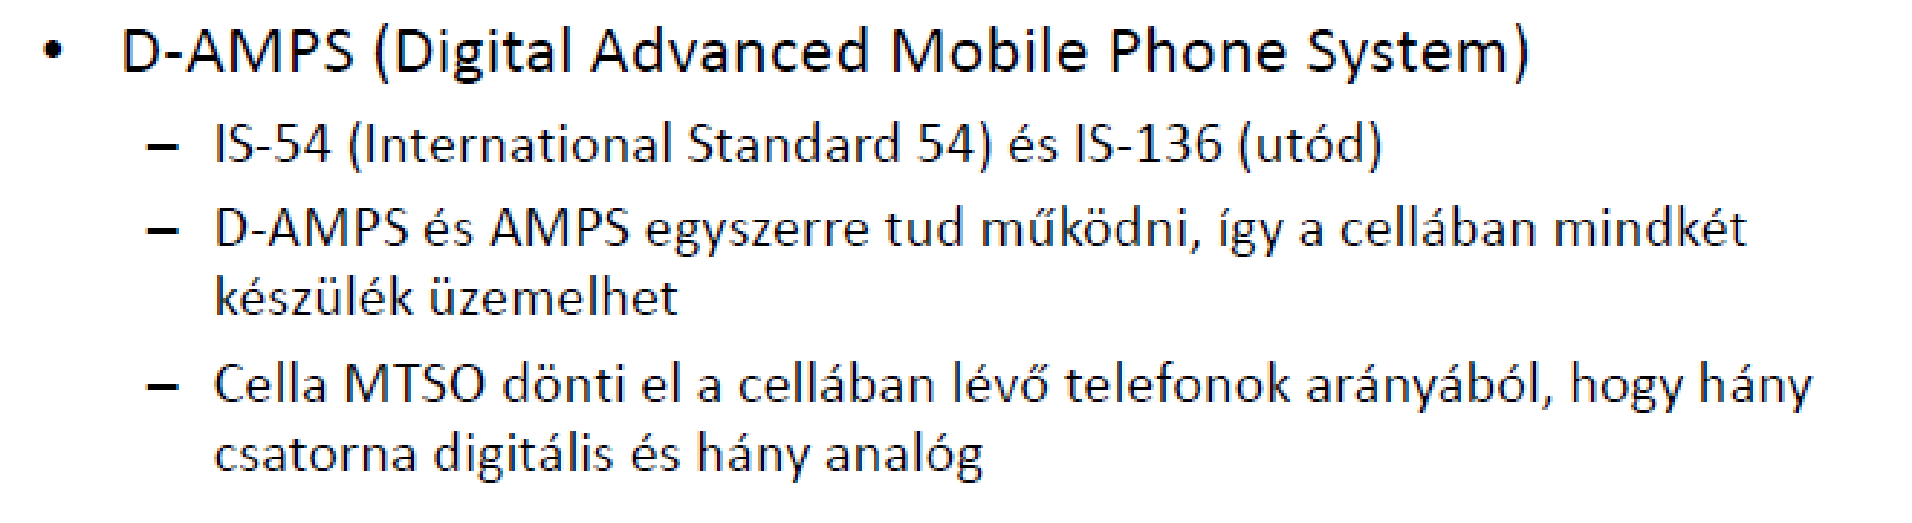 • D-AMPS (Digital Advanced Mobile Phone System)
– IS-54 (International Standard 54) és IS-136 (utód)
– D-AMPS és AMPS egyszerre tud működni, így a cellában mindkét
készülék üzemelhet
– Cella MTSO dönti el a cellában lévő telefonok arányából, hogy hány
csatorna digitális és hány analóg